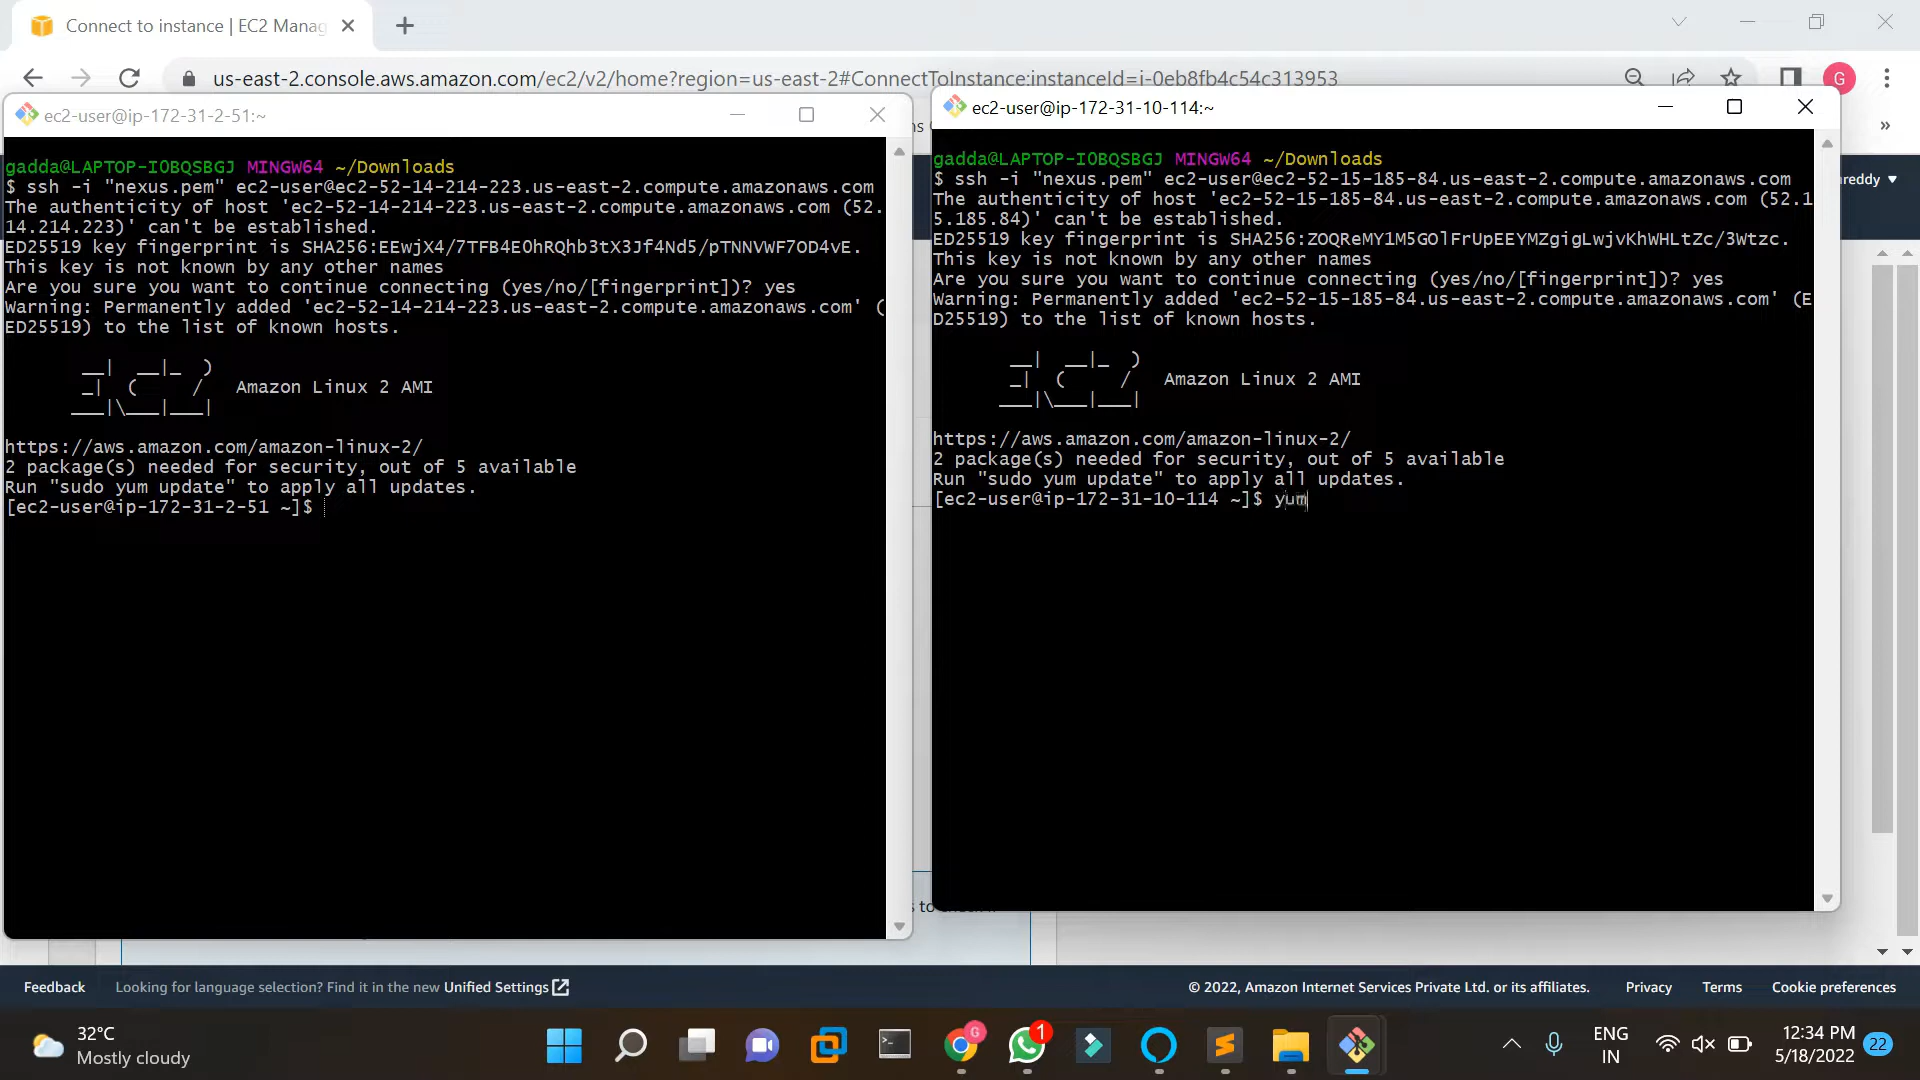 Connect to instance | EC2 Manag
us-east-2.console.aws.amazon.com/ec2/v2/home?region=us-east-2#ConnectToInstance:instanceId=i-0eb8fb4c54c313953
G
ec2-user@ip-172-31-2-51:~
gadda@LAPTOP-I0BQSBGJ MINGW64 ~/Downloads
$ ssh -i "nexus.pem" ec2-user@ec2-52-14-214-223.us-east-2.compute.amazonaws.com
The authenticity of host 'ec2-52-14-214-223.us-east-2.compute.amazonaws.com (52.
14.214.223)' can't be established.
ED25519 key fingerprint is SHA256:EEwjX4/7TFB4E0hRQhb3tX3Jf4Nd5/pTNNVWF7OD4vE.
This key is not known by any other names
Are you sure you want to continue connecting (yes/no/[fingerprint])? yes
Warning: Permanently added 'ec2-52-14-214-223.us-east-2.compute.amazonaws.com' (
ED25519) to the list of known hosts.
__|  __|_  )
_|  (     /   Amazon Linux 2 AMI
___|\___|___|
https://aws.amazon.com/amazon-linux-2/
2 package(s) needed for security, out of 5 available
Run "sudo yum update" to apply all updates.
[ec2-user@ip-172-31-2-51 ~]$
ec2-user@ip-172-31-10-114:~
gadda@LAPTOP-I0BQSBGJ MINGW64 ~/Downloads
$ ssh -i "nexus.pem" ec2-user@ec2-52-15-185-84.us-east-2.compute.amazonaws.com
The authenticity of host 'ec2-52-15-185-84.us-east-2.compute.amazonaws.com (52.1
5.185.84)' can't be established.
ED25519 key fingerprint is SHA256:ZOQReMY1M5GOlFrUpEEYMZgigLwjvKhWHLtZc/3Wtzc.
This key is not known by any other names
Are you sure you want to continue connecting (yes/no/[fingerprint])? yes
Warning: Permanently added 'ec2-52-15-185-84.us-east-2.compute.amazonaws.com' (E
D25519) to the list of known hosts.
__|  __|_  )
_|  (     /   Amazon Linux 2 AMI
___|\___|___|
https://aws.amazon.com/amazon-linux-2/
2 package(s) needed for security, out of 5 available
Run "sudo yum update" to apply all updates.
[ec2-user@ip-172-31-10-114 ~]$ yum
ns
reddy
s to
Feedback
Looking for language selection? Find it in the new Unified Settings
© 2022, Amazon Internet Services Private Ltd. or its affiliates.
Privacy
Terms
Cookie preferences
32°C
Mostly cloudy
G
1
ENG
IN
12:34 PM
5/18/2022
22